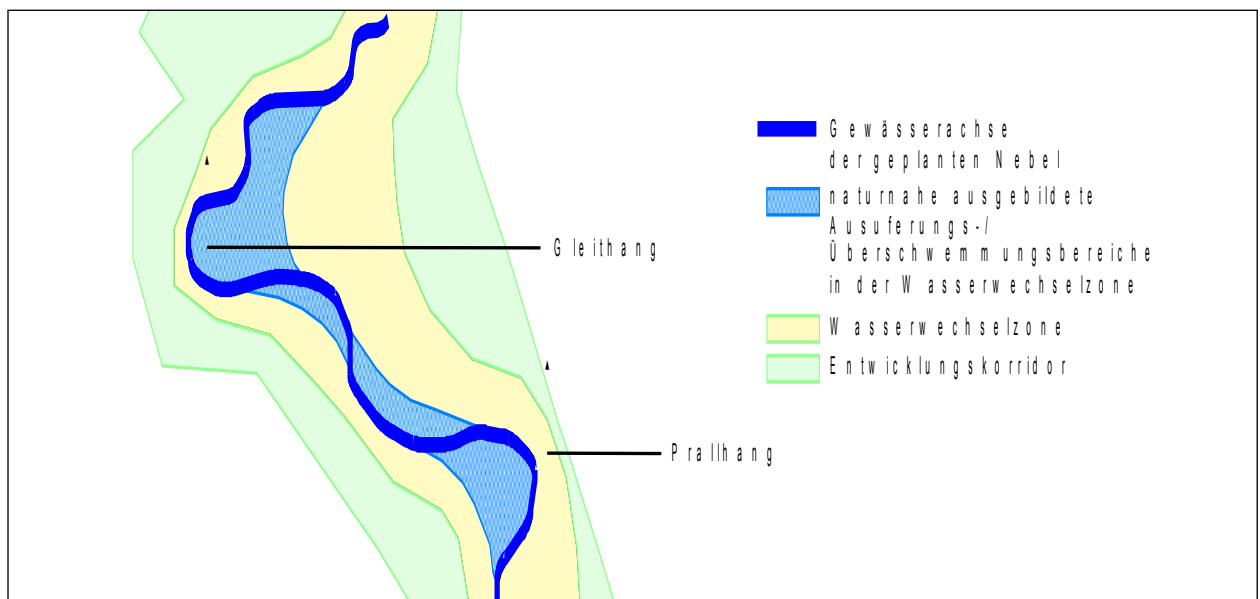 Gewässerachse
der geplanten Nebel
naturnahe ausgebildete
Ausuferungs-/
Überschwemmungsbereiche
in der Wasserwechselzone
Gleithang
Wasserwechselzone
Entwicklungskorridor
Prallhang